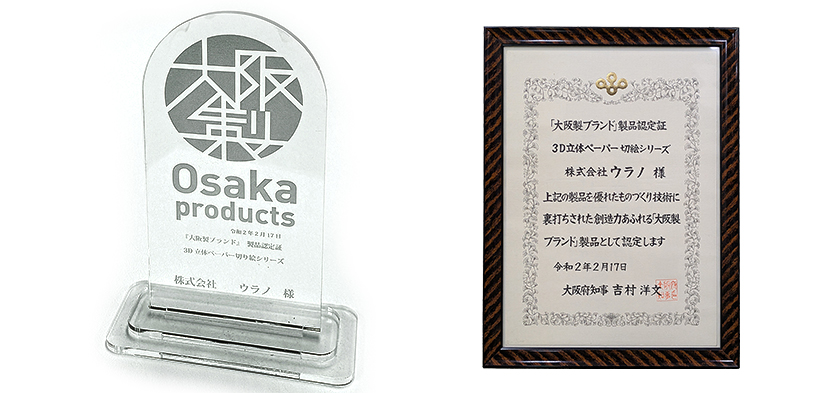 大阪製
Osaka
products
令和2年2月17日
『大阪製ブランド』 製品認定証
3D立体ペーパー切り絵シリーズ
株式会社 ウラノ 様
「大阪製ブランド」製品認定証
3D立体ペーパー切絵シリーズ
株式会社ウラノ 様
上記の製品を優れたものづくり技術に
裏打ちされた創造力あふれる「大阪製
ブランド」製品として認定します
令和2年2月17日
大阪府知事 吉村洋文